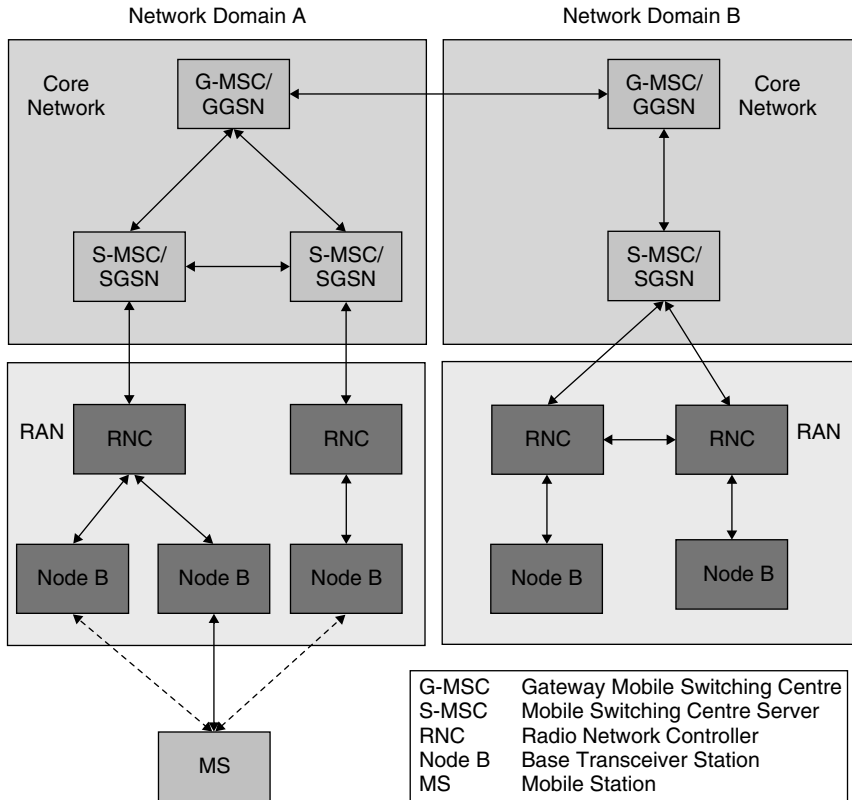 Network Domain A
Network Domain B
Core
Network
G-MSC/
GGSN
G-MSC/
GGSN
Core
Network
S-MSC/
SGSN
S-MSC/
SGSN
S-MSC/
SGSN
RAN
RNC
RNC
RNC
RNC
RAN
Node B
Node B
Node B
Node B
Node B
MS
G-MSC Gateway Mobile Switching Centre
S-MSC Mobile Switching Centre Server
RNC Radio Network Controller
Node B Base Transceiver Station
MS Mobile Station